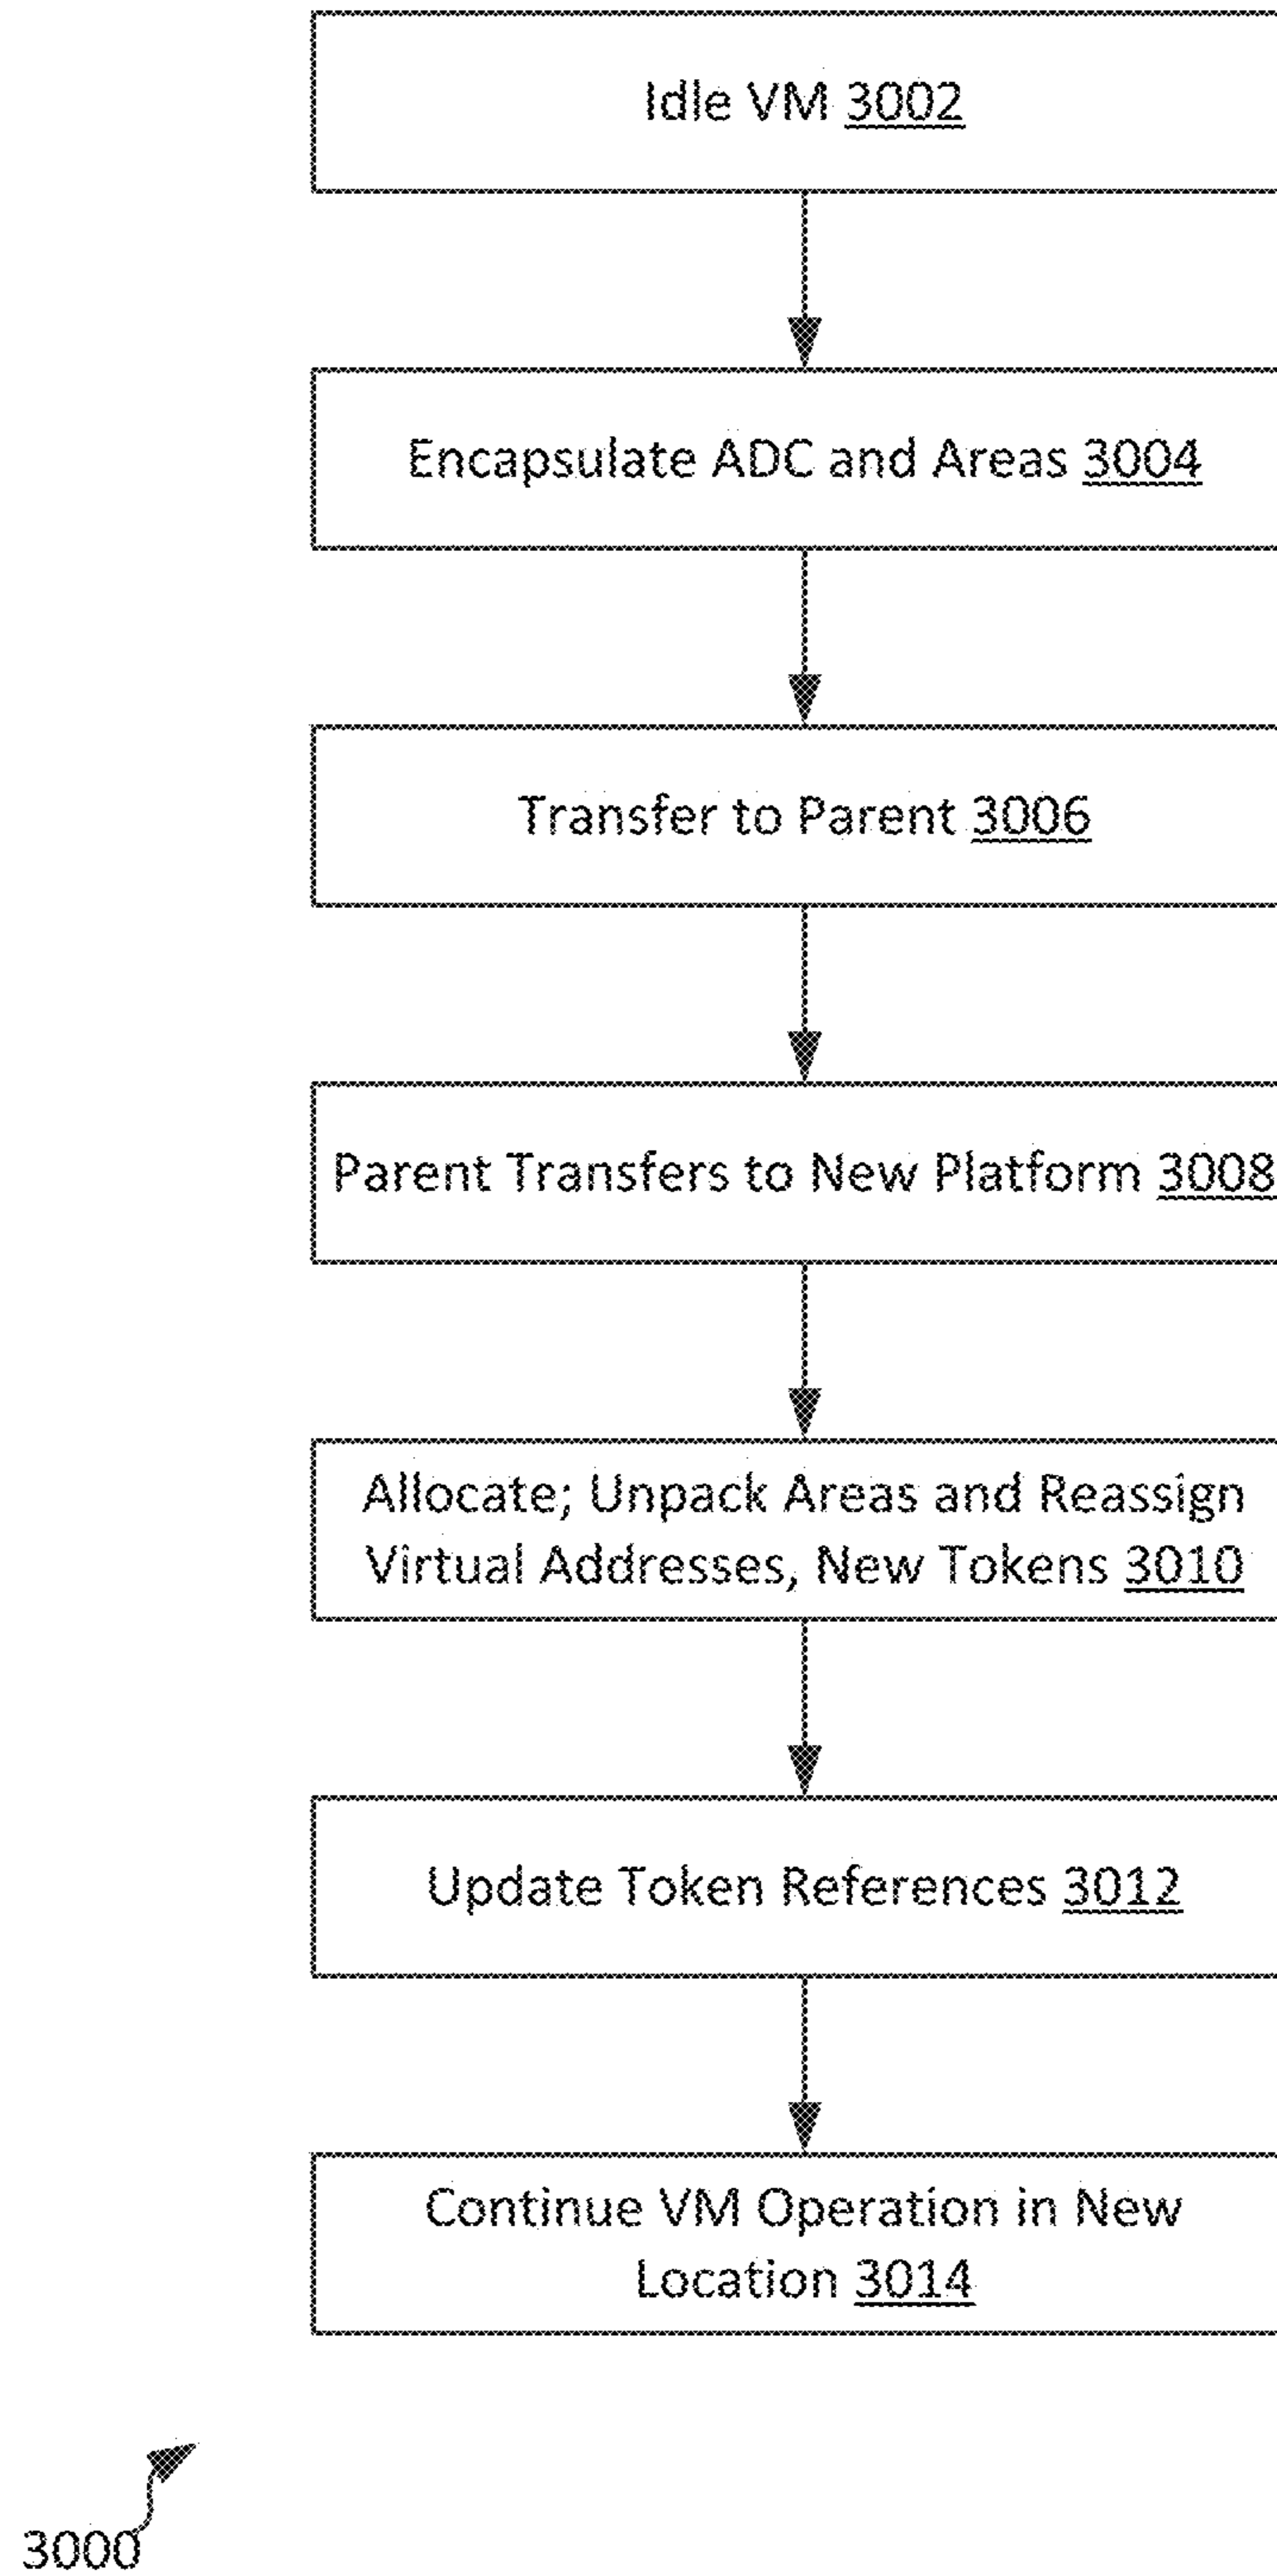 Idle VM 3002
Encapsulate ADC and Areas 3004
Transfer to Parent 3006
Parent Transfers to New Platform 3008
Allocate; Unpack Areas and Reassign
Virtual Addresses, New Tokens 3010
Update Token References 3012
Continue VM Operation in New
Location 3014
3000